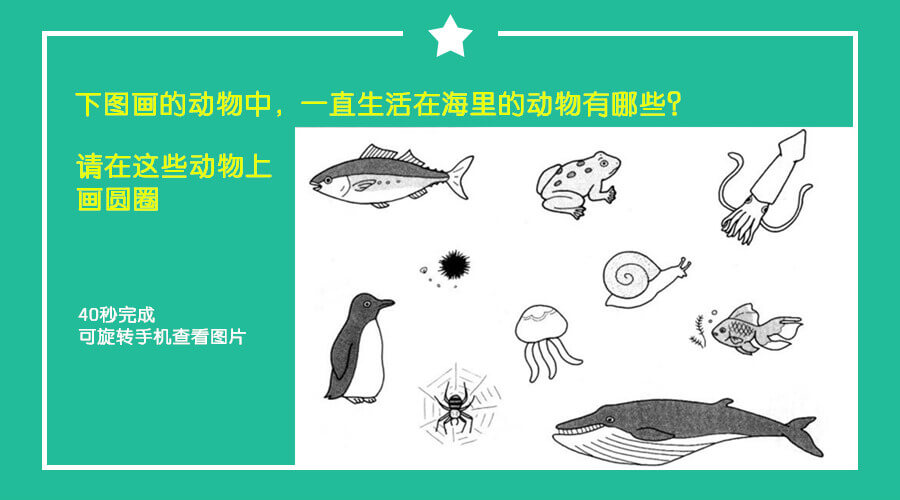 下图画的动物中，一直生活在海里的动物有哪些?
请在这些动物上
画圆圈
40秒完成
可旋转手机查看图片